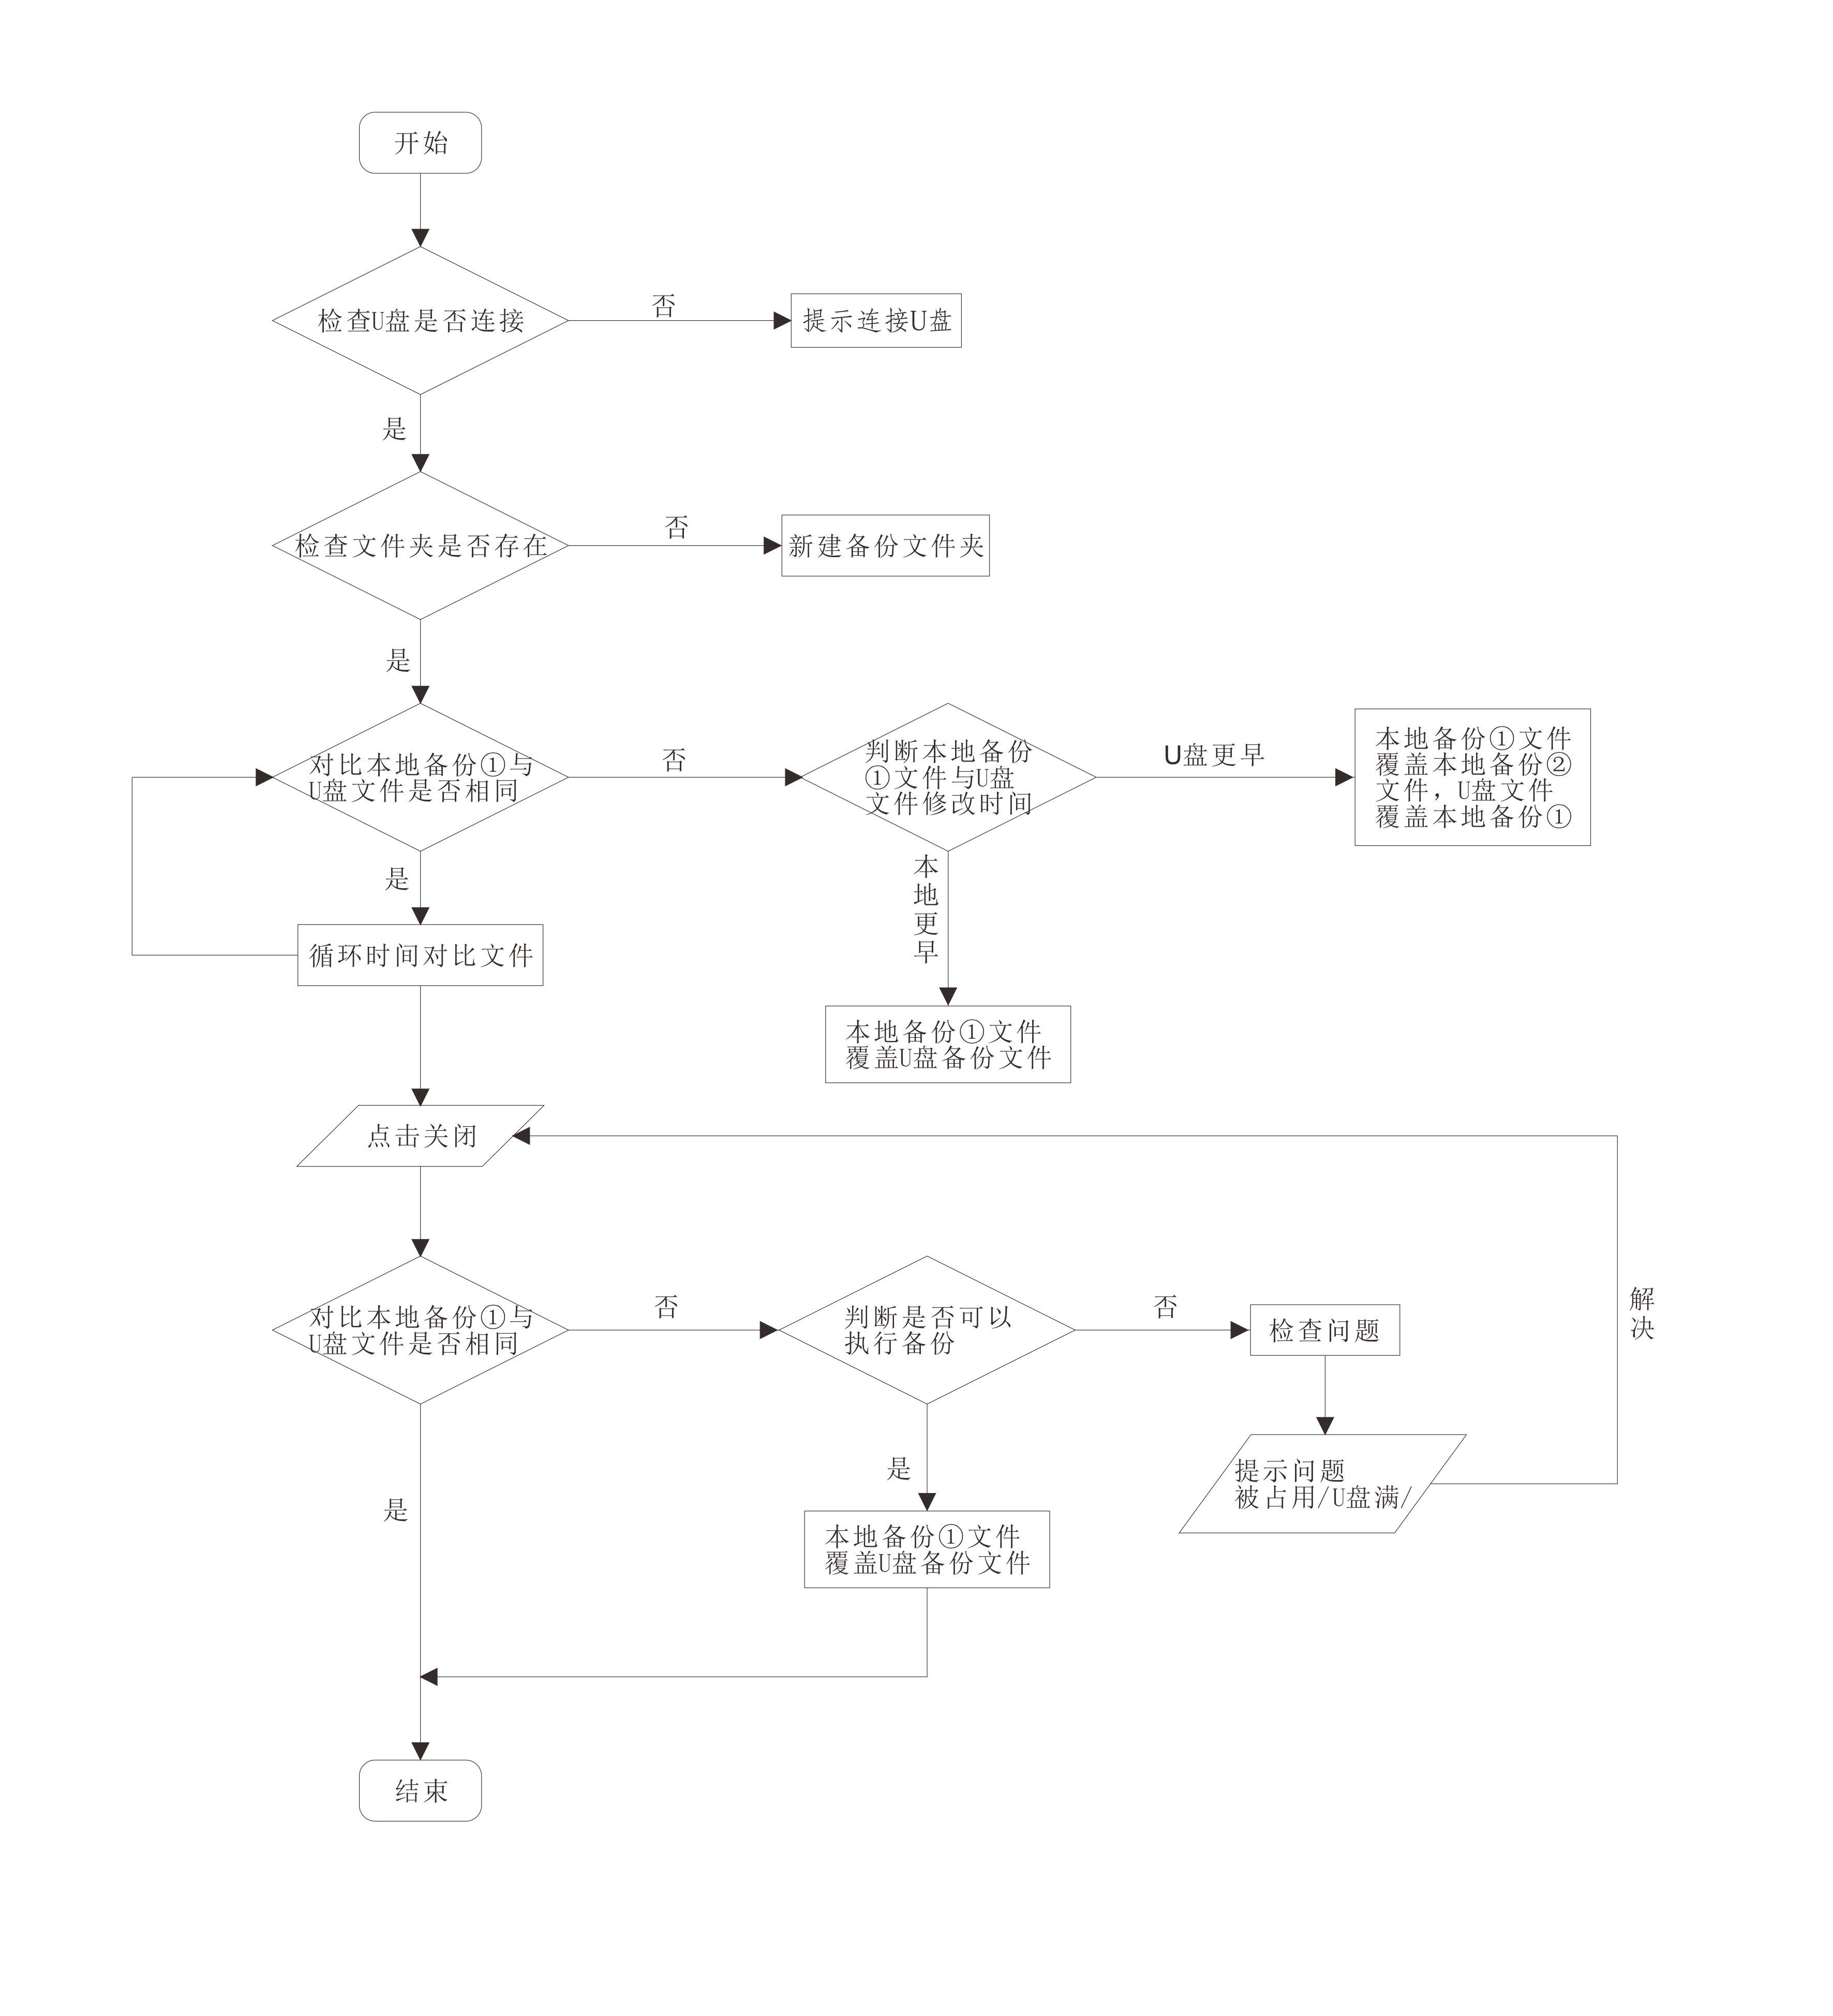 开始
检查U盘是否连接
否
提示连接U盘
是
检查文件夹是否存在
否
新建备份文件夹
是
对比本地备份①与
U盘文件是否相同
否
判断本地备份
①文件与U盘
文件修改时间
U盘更早
本地备份①文件
覆盖本地备份②
文件，U盘文件
覆盖本地备份①
是
本地更早
循环时间对比文件
本地备份①文件
覆盖U盘备份文件
点击关闭
对比本地备份①与
U盘文件是否相同
否
判断是否可以
执行备份
否
检查问题
解决
是
提示问题
被占用/U盘满/
是
本地备份①文件
覆盖U盘备份文件
结束